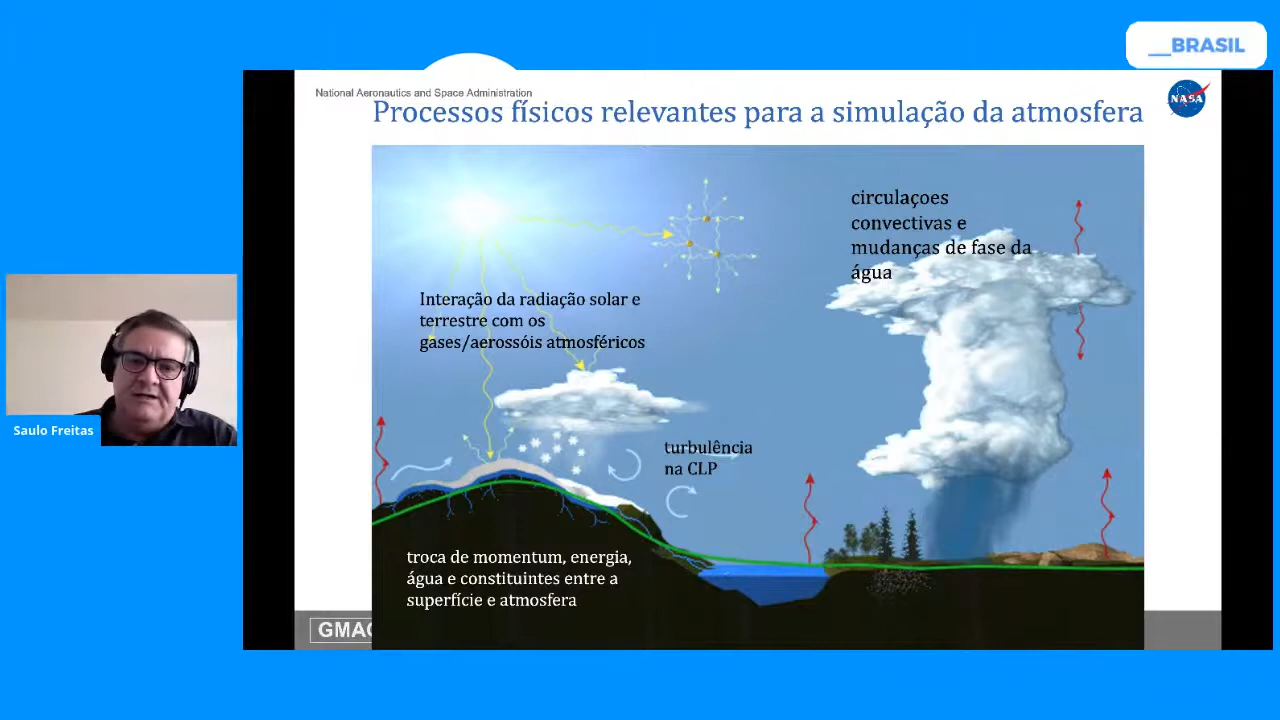 __BRASIL
National Aeronautics and Space Administration
NASA
Processos físicos relevantes para a simulação da atmosfera
circulaçoes
convectivas e
mudanças de fase da
água
Interação da radiação solar e
terrestre com os
gases/aerossóis atmosféricos
Saulo Freitas
turbulência
na CLP
troca de momentum, energia,
água e constituintes entre a
superfície e atmosfera